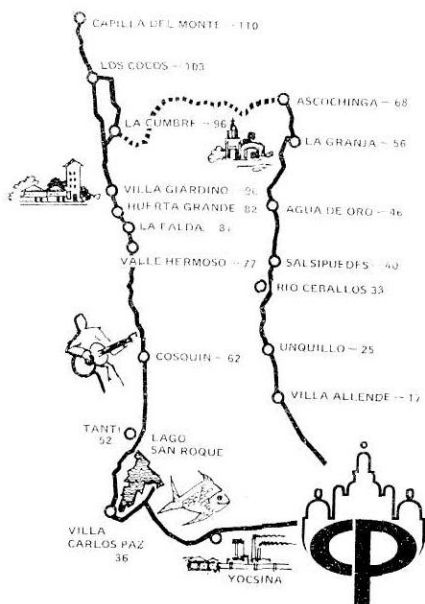 CAPILLA DEL MONTE - 110
LOS COCOS - 103
LA CUMBRE - 96
ASCOCHINGA - 68
LA GRANJA - 56
VILLA GIARDINO -
HUERTA GRANDE 82
AGUA DE ORO - 46
LA FALDA
VALLE HERMOSO - 77
SALSIPUEDES - 40
RIO CEBALLOS 33
COSQUIN - 62
UNQUILLO - 25
VILLA ALLENDE - 17
TANTI
52
LAGO
SAN ROQUE
VILLA
CARLOS PAZ
36
YOCSINA